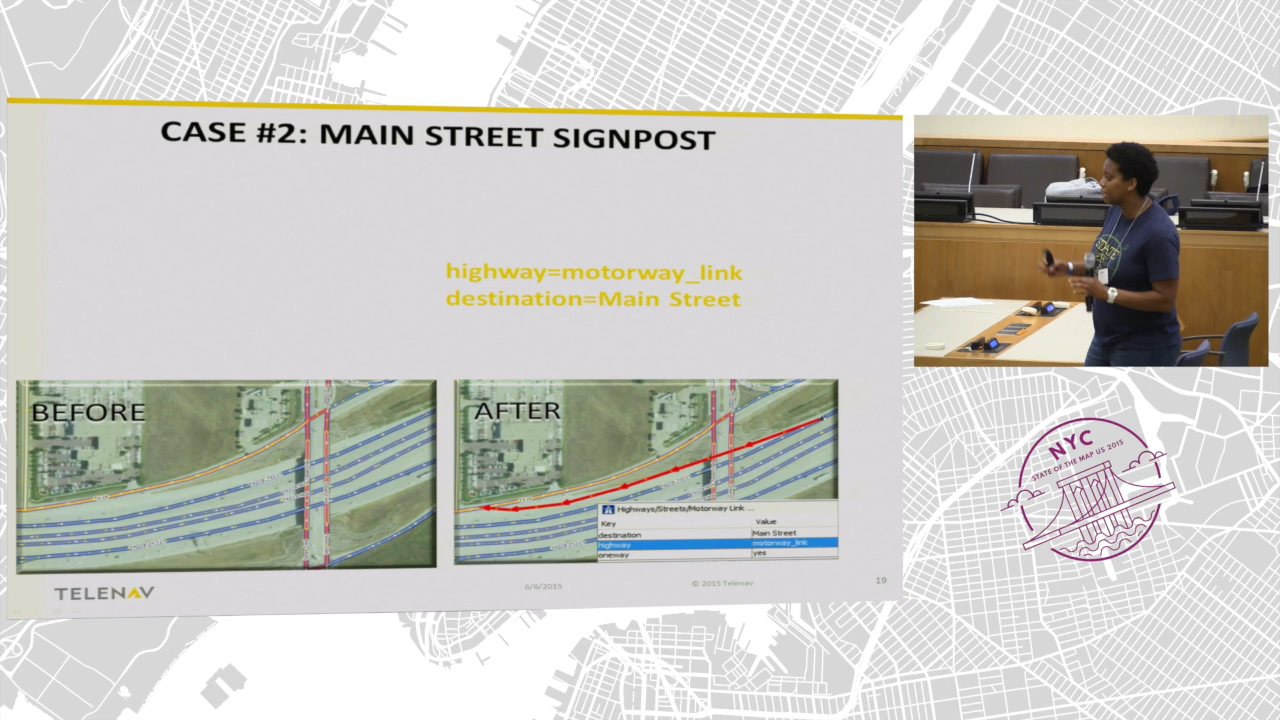 CASE #2: MAIN STREET SIGNPOST
highway=motorway_link
destination=Main Street
BEFORE
AFTER
Highways/Streets/Motorway Link ...
Key Value
destination Main Street
highway motorway_link
oneway yes
TELENAV
6/6/2015
© 2015 Telenav
19
STATE
NYC
STATE OF THE MAP US 2015